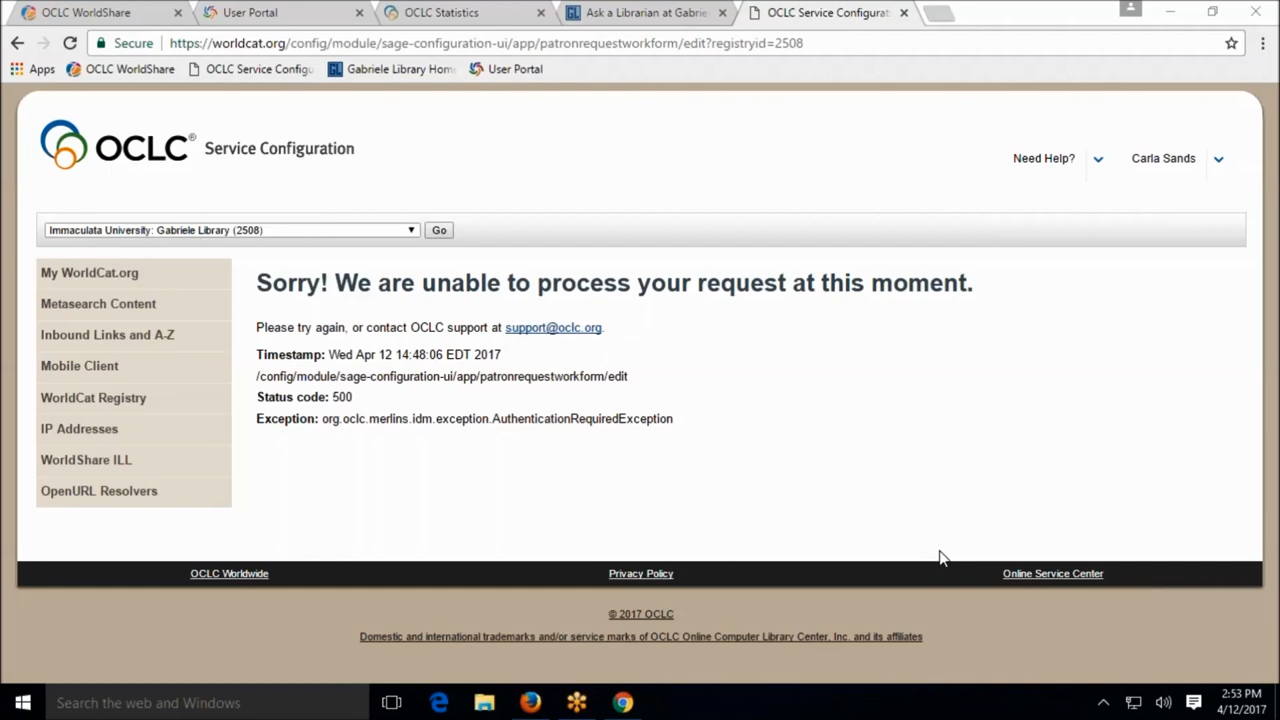 OCLC WorldShare
User Portal
OCLC Statistics
Ask a Librarian at Gabriel
OCLC Service Configurat
Secure https://worldcat.org/config/module/sage-configuration-ui/app/patronrequestworkform/edit?registryid=2508
Apps OCLC WorldShare OCLC Service Configu Gabriele Library Hom User Portal
OCLC® Service Configuration
Need Help? Carla Sands
Immaculata University: Gabriele Library (2508) Go
My WorldCat.org
Metasearch Content
Inbound Links and A-Z
Mobile Client
WorldCat Registry
IP Addresses
WorldShare ILL
OpenURL Resolvers
Sorry! We are unable to process your request at this moment.
Please try again, or contact OCLC support at support@oclc.org.
Timestamp: Wed Apr 12 14:48:06 EDT 2017
/config/module/sage-configuration-ui/app/patronrequestworkform/edit
Status code: 500
Exception: org.oclc.merlins.idm.exception.AuthenticationRequiredException
OCLC Worldwide Privacy Policy Online Service Center
© 2017 OCLC
Domestic and international trademarks and/or service marks of OCLC Online Computer Library Center, Inc. and its affiliates
Search the web and Windows
2:53 PM
4/12/2017